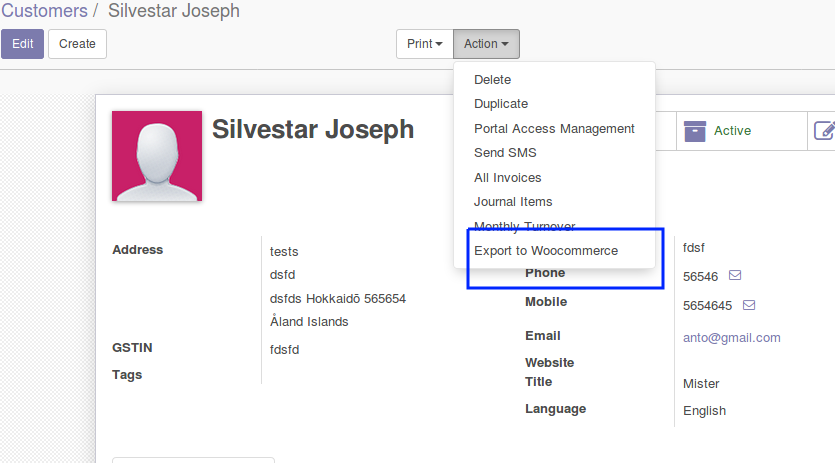 Customers / Silvestar Joseph
Edit Create Print Action
Delete
Duplicate
Portal Access Management
Send SMS
All Invoices
Journal Items
Monthly Turnover
Export to Woocommerce
Silvestar Joseph
Active
Address
tests
dsfd
dsfds Hokkaidō 565654
Åland Islands
GSTIN fdsfd
Tags
fdsf
Phone 56546
Mobile 5654645
Email anto@gmail.com
Website
Title Mister
Language English